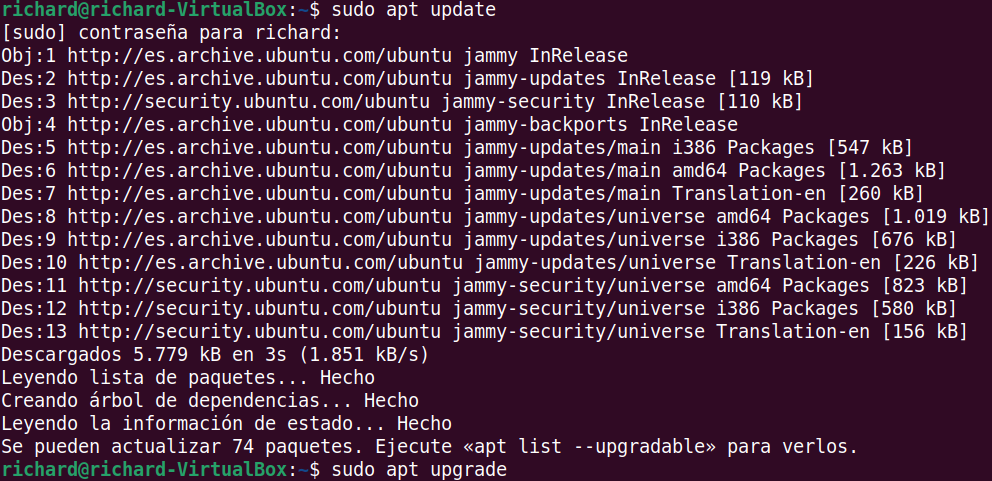 richard@richard-VirtualBox:~$ sudo apt update
[sudo] contraseña para richard:
Obj:1 http://es.archive.ubuntu.com/ubuntu jammy InRelease
Des:2 http://es.archive.ubuntu.com/ubuntu jammy-updates InRelease [119 kB]
Des:3 http://security.ubuntu.com/ubuntu jammy-security InRelease [110 kB]
Obj:4 http://es.archive.ubuntu.com/ubuntu jammy-backports InRelease
Des:5 http://es.archive.ubuntu.com/ubuntu jammy-updates/main i386 Packages [547 kB]
Des:6 http://es.archive.ubuntu.com/ubuntu jammy-updates/main amd64 Packages [1.263 kB]
Des:7 http://es.archive.ubuntu.com/ubuntu jammy-updates/main Translation-en [260 kB]
Des:8 http://es.archive.ubuntu.com/ubuntu jammy-updates/universe amd64 Packages [1.019 kB]
Des:9 http://es.archive.ubuntu.com/ubuntu jammy-updates/universe i386 Packages [676 kB]
Des:10 http://es.archive.ubuntu.com/ubuntu jammy-updates/universe Translation-en [226 kB]
Des:11 http://security.ubuntu.com/ubuntu jammy-security/universe amd64 Packages [823 kB]
Des:12 http://security.ubuntu.com/ubuntu jammy-security/universe i386 Packages [580 kB]
Des:13 http://security.ubuntu.com/ubuntu jammy-security/universe Translation-en [156 kB]
Descargados 5.779 kB en 3s (1.851 kB/s)
Leyendo lista de paquetes... Hecho
Creando árbol de dependencias... Hecho
Leyendo la información de estado... Hecho
Se pueden actualizar 74 paquetes. Ejecute «apt list --upgradable» para verlos.
richard@richard-VirtualBox:~$ sudo apt upgrade